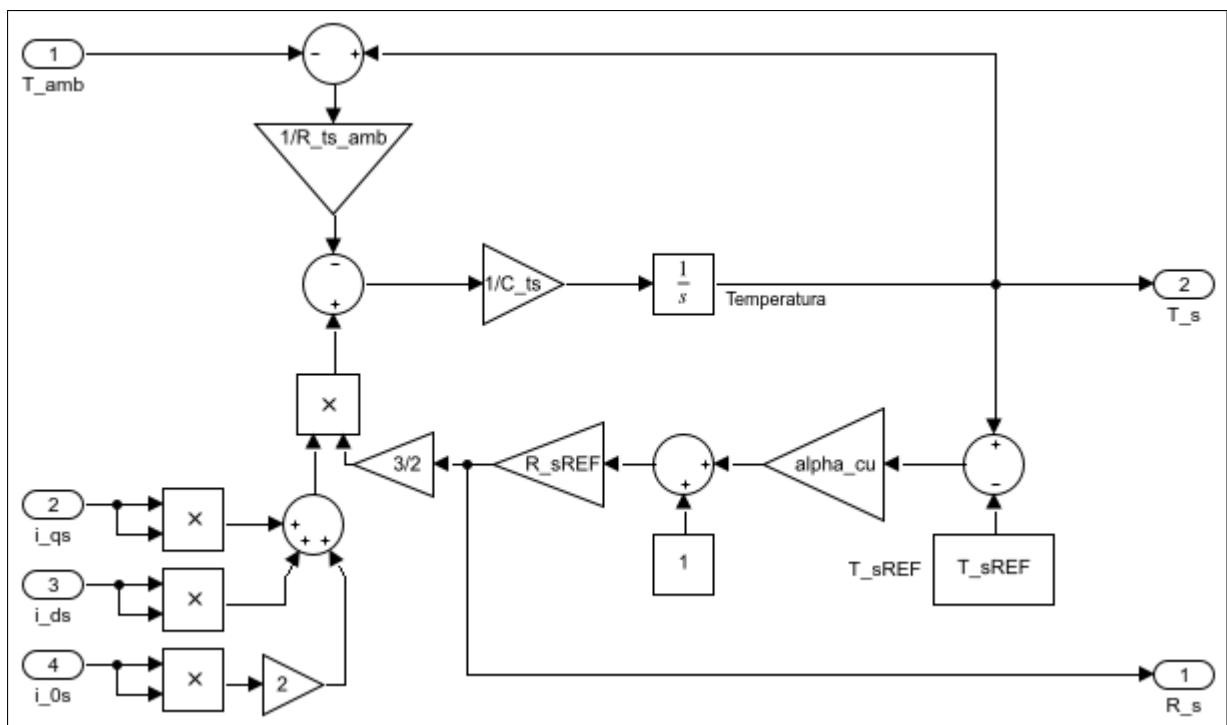 1
T_amb
-
+
1/R_ts_amb
-
+
1/C_ts
1
s
Temperatura
2
T_s
×
3/2
R_sREF
+
+
1
alpha_cu
+
-
T_sREF
T_sREF
2
i_qs
×
+
+ +
3
i_ds
×
4
i_0s
×
2
1
R_s